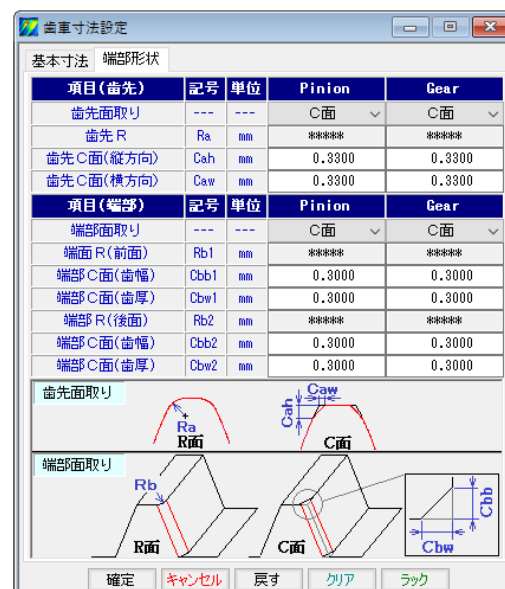 歯車寸法設定
基本寸法 端部形状
項目(歯先) 記号 単位 Pinion Gear
歯先面取り --- --- C面 C面
歯先R Ra mm ***** *****
歯先C面(縦方向) Cah mm 0.3300 0.3300
歯先C面(横方向) Caw mm 0.3300 0.3300
項目(端部) 記号 単位 Pinion Gear
端部面取り --- --- C面 C面
端面R(前面) Rb1 mm ***** *****
端部C面(歯幅) Cbb1 mm 0.3000 0.3000
端部C面(歯厚) Cbw1 mm 0.3000 0.3000
端部R(後面) Rb2 mm ***** *****
端部C面(歯幅) Cbb2 mm 0.3000 0.3000
端部C面(歯厚) Cbw2 mm 0.3000 0.3000
歯先面取り
Ra
R面
Caw
Cah
C面
端部面取り
Rb
R面
C面
Cbb
Cbw
確定 キャンセル 戻す クリア ラック